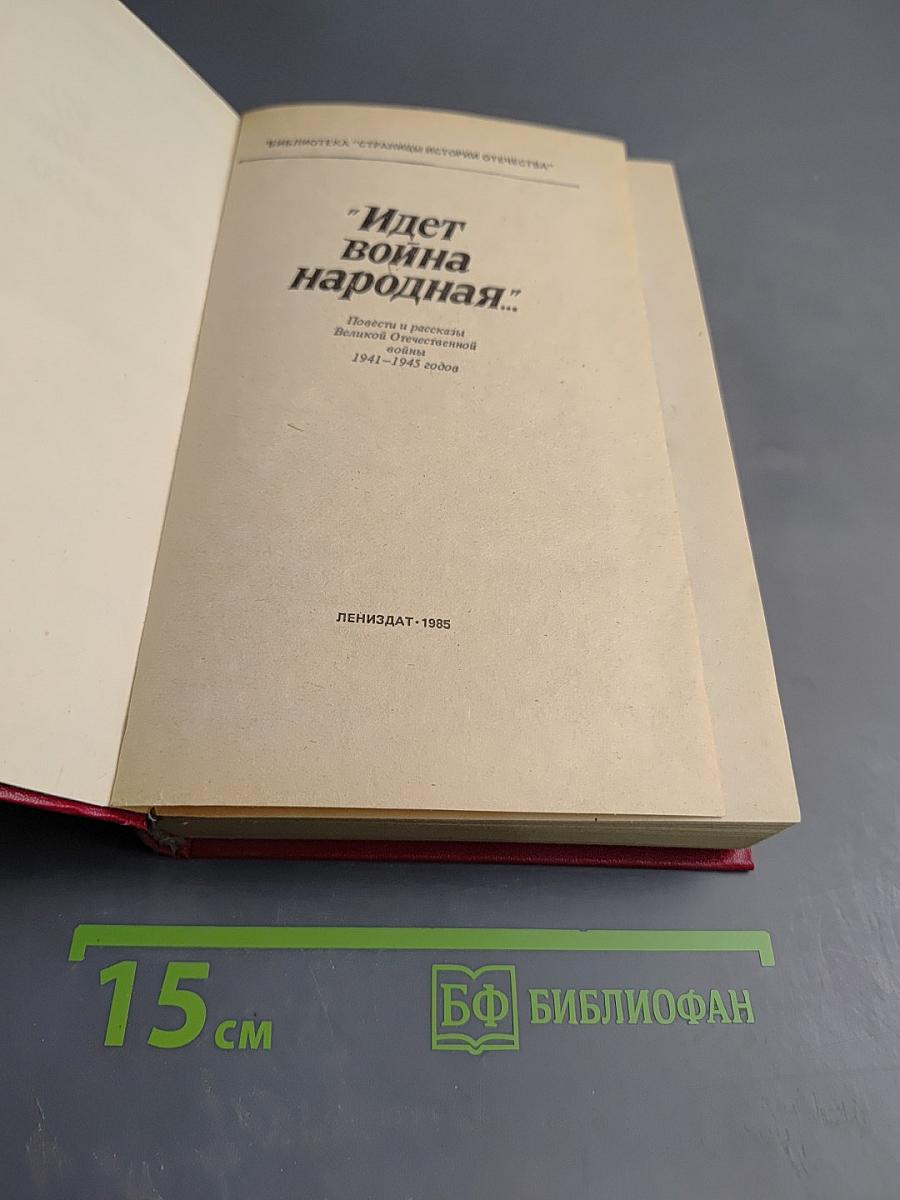 БИБЛИОТЕКА "СТРАНИЦЫ ИСТОРИИ ОТЕЧЕСТВА"
"Идет
война
народная..."
Повести и рассказы
Великой Отечественной
войны
1941–1945 годов
ЛЕНИЗДАТ·1985
15 см
БФ БИБЛИОФАН